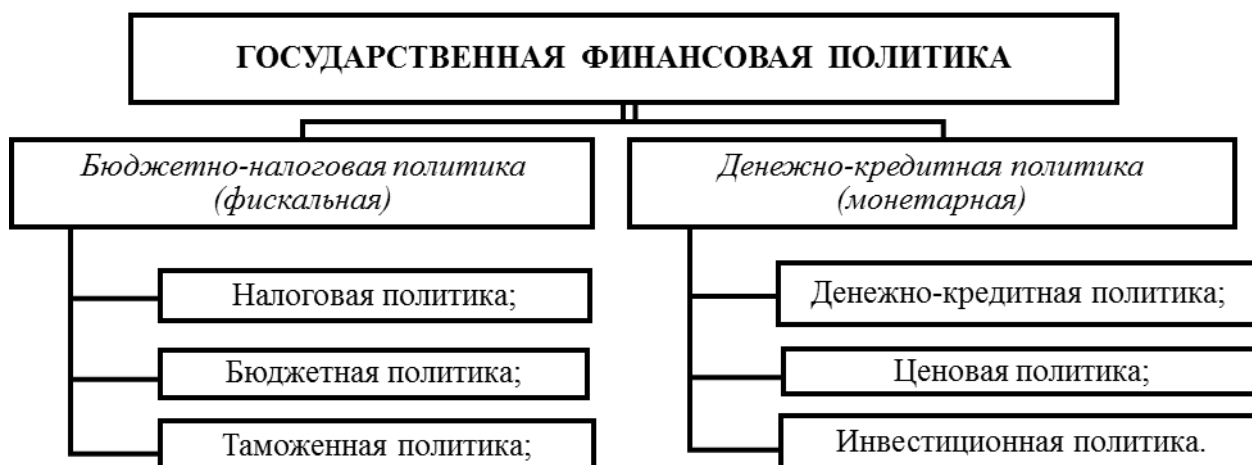 ГОСУДАРСТВЕННАЯ ФИНАНСОВАЯ ПОЛИТИКА
Бюджетно-налоговая политика
(фискальная)
Налоговая политика;
Бюджетная политика;
Таможенная политика;
Денежно-кредитная политика
(монетарная)
Денежно-кредитная политика;
Ценовая политика;
Инвестиционная политика.